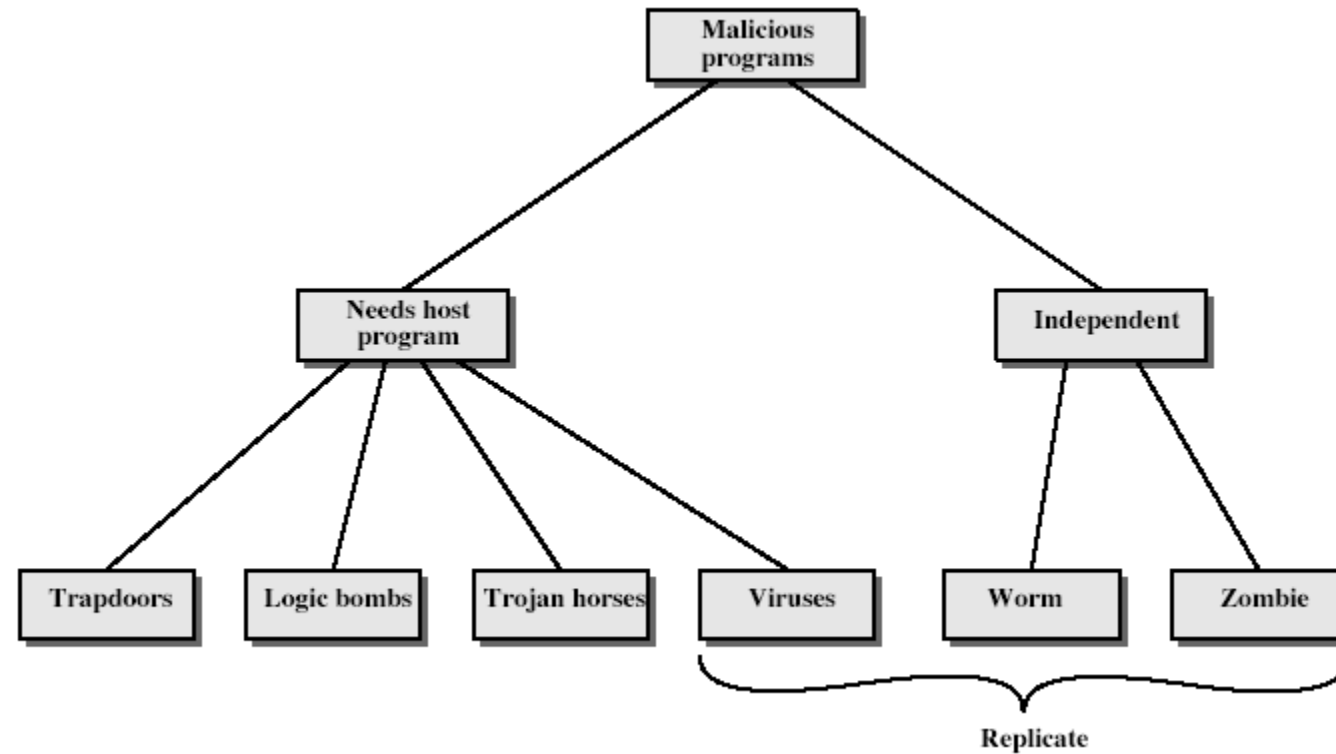 Malicious
programs
Needs host
program
Independent
Trapdoors
Logic bombs
Trojan horses
Viruses
Worm
Zombie
Replicate